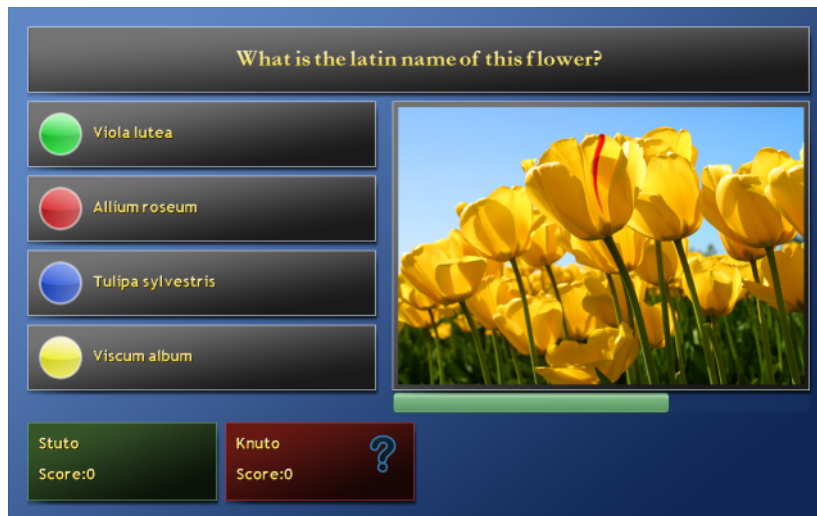 What is the latin name of this flower?
Viola lutea
Allium roseum
Tulipa sylvestris
Viscum album
Stuto
Score:0
Knuto
Score:0
?